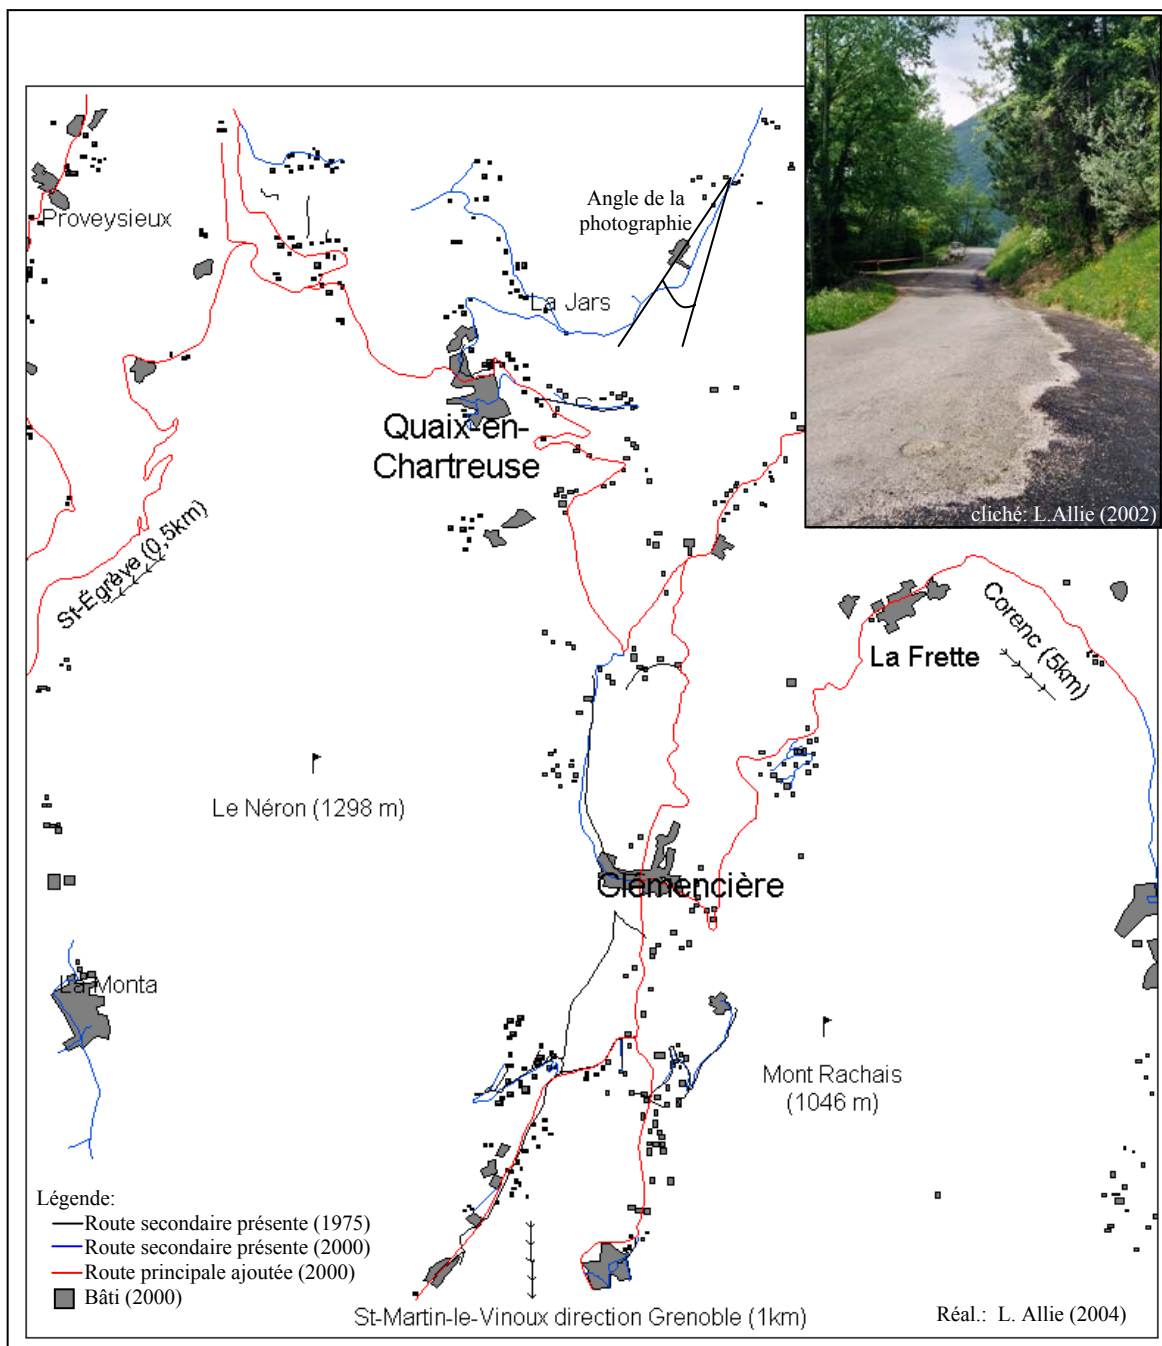 Proveysieux
Angle de la
photographie
La Jars
cliché: L.Allie (2002)
Quaix-en-
Chartreuse
St-Égrève (0,5km)
La Frette
Corenc (5km)
Le Néron (1298 m)
Clémencière
La Monta
Mont Rachais
(1046 m)
Légende:
Route secondaire présente (1975)
Route secondaire présente (2000)
Route principale ajoutée (2000)
Bâti (2000)
St-Martin-le-Vinoux direction Grenoble (1km)
Réal.: L. Allie (2004)